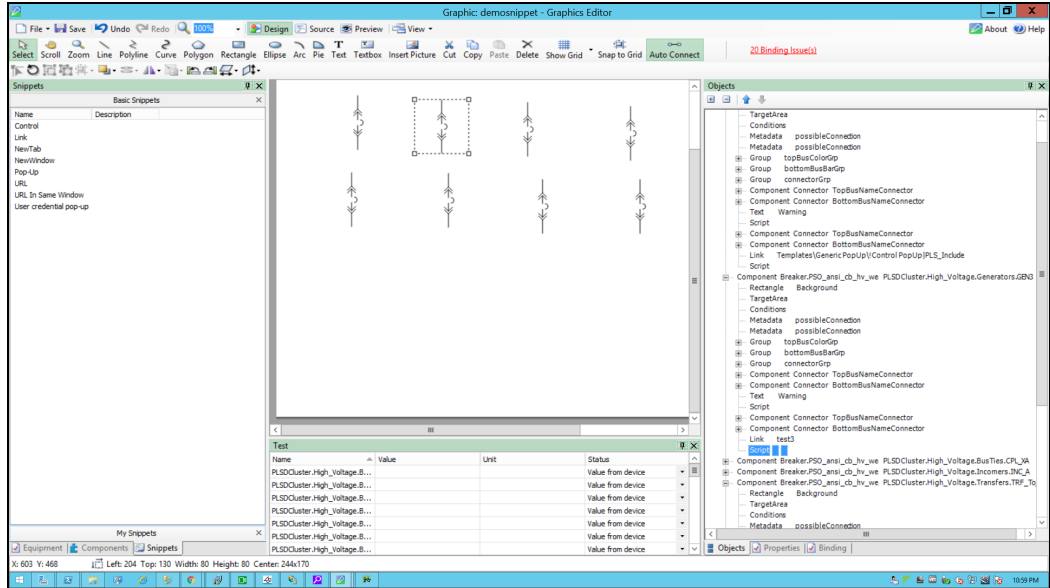 Graphic: demosnippet - Graphics Editor
File Save Undo Redo 100% Design Source Preview View About Help
Select Scroll Zoom Line Polyline Curve Polygon Rectangle Ellipse Arc Pie Text Textbox Insert Picture Cut Copy Paste Delete Show Grid Snap to Grid Auto Connect 20 Binding Issue(s)
Snippets
Basic Snippets
Name Description
Control
Link
NewTab
NewWindow
Pop-Up
URL
URL In Same Window
User credential pop-up
My Snippets
Equipment Components Snippets
Test
Name Value Unit Status
PLSDCluster.High_Voltage.B... Value from device
PLSDCluster.High_Voltage.B... Value from device
PLSDCluster.High_Voltage.B... Value from device
PLSDCluster.High_Voltage.B... Value from device
PLSDCluster.High_Voltage.B... Value from device
PLSDCluster.High_Voltage.B... Value from device
PLSDCluster.High_Voltage.B... Value from device
Objects
TargetArea
Conditions
Metadata possibleConnection
Metadata possibleConnection
Group topBusColorGrp
Group bottomBusBarGrp
Group connectorGrp
Component Connector TopBusNameConnector
Component Connector BottomBusNameConnector
Text Warning
Script
Component Connector TopBusNameConnector
Component Connector BottomBusNameConnector
Link Templates\Generic PopUp\!Control PopUp|PLS_Include
Script
Component Breaker.PSO_ansi_cb_hv_we PLSDCluster.High_Voltage.Generators.GEN3
Rectangle Background
TargetArea
Conditions
Metadata possibleConnection
Metadata possibleConnection
Group topBusColorGrp
Group bottomBusBarGrp
Group connectorGrp
Component Connector TopBusNameConnector
Component Connector BottomBusNameConnector
Text Warning
Script
Component Connector TopBusNameConnector
Component Connector BottomBusNameConnector
Link test3
Script
Component Breaker.PSO_ansi_cb_hv_we PLSDCluster.High_Voltage.BusTies.CPL_XA
Component Breaker.PSO_ansi_cb_hv_we PLSDCluster.High_Voltage.Incomers.INC_A
Component Breaker.PSO_ansi_cb_hv_we PLSDCluster.High_Voltage.Transfers.TRF_To
Rectangle Background
TargetArea
Conditions
Metadata possibleConnection
Objects Properties Binding
X: 603 Y: 468 Left: 204 Top: 130 Width: 80 Height: 80 Center: 244x170
10:59 PM